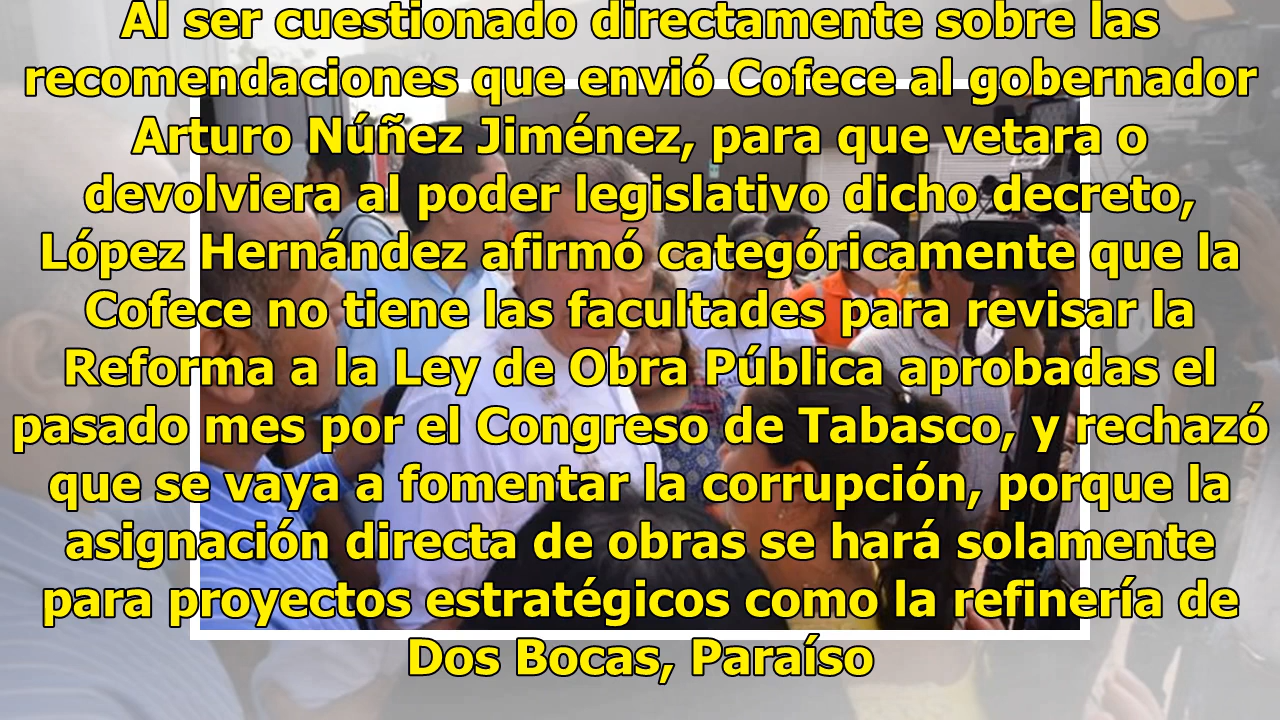 Al ser cuestionado directamente sobre las
recomendaciones que envió Cofece al gobernador
Arturo Núñez Jiménez, para que vetara o
devolviera al poder legislativo dicho decreto,
López Hernández afirmó categóricamente que la
Cofece no tiene las facultades para revisar la
Reforma a la Ley de Obra Pública aprobadas el
pasado mes por el Congreso de Tabasco, y rechazó
que se vaya a fomentar la corrupción, porque la
asignación directa de obras se hará solamente
para proyectos estratégicos como la refinería de
Dos Bocas, Paraíso